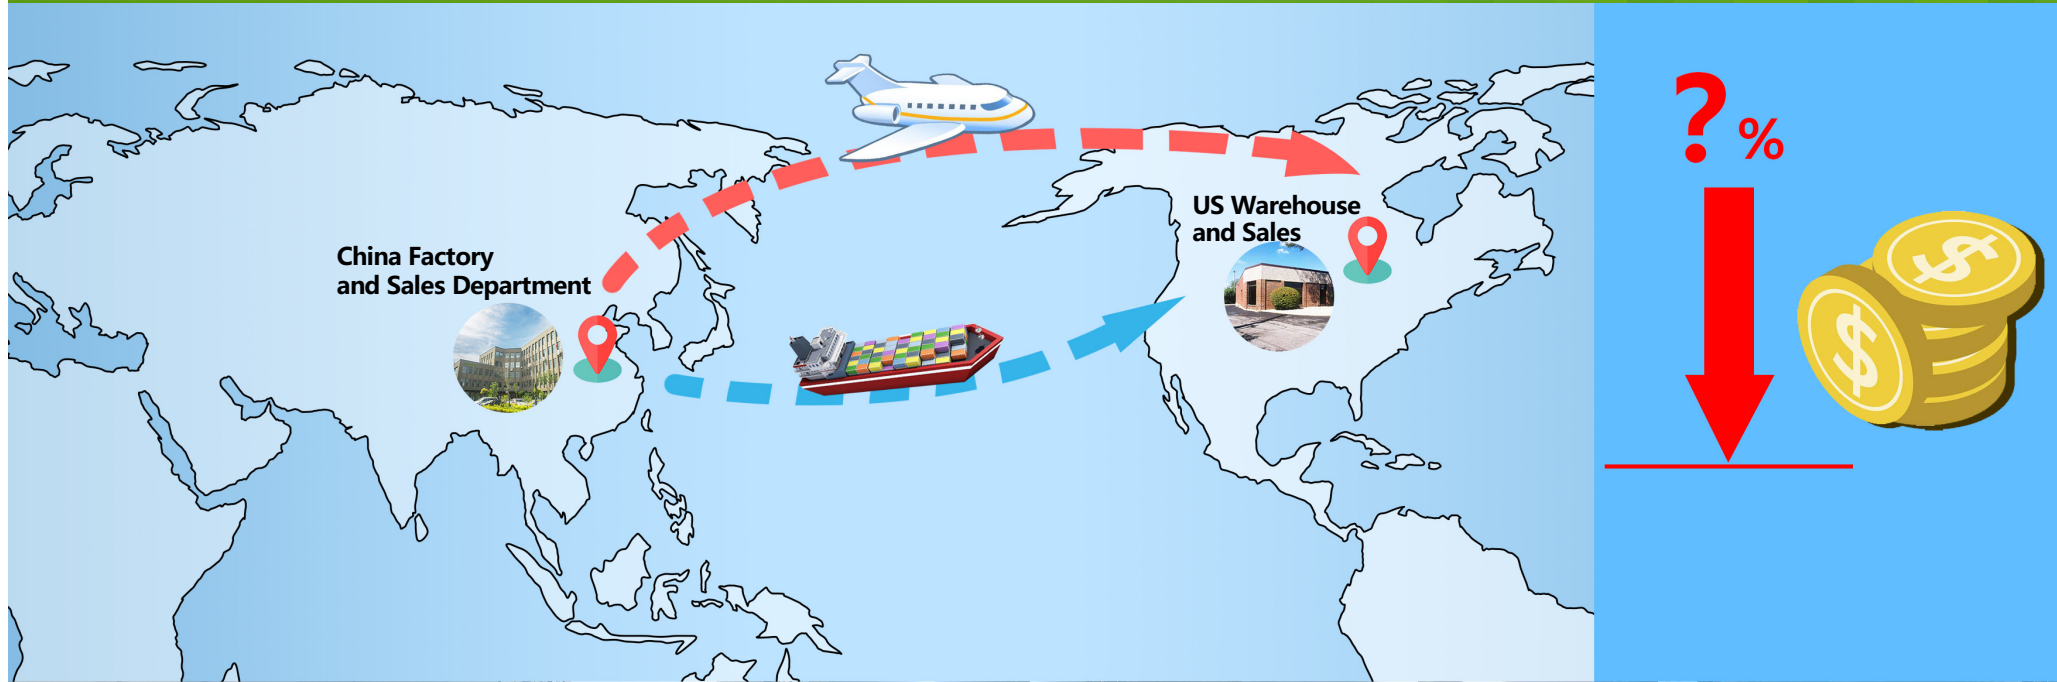 China Factory
and Sales Department
US Warehouse
and Sales
?%
$
$